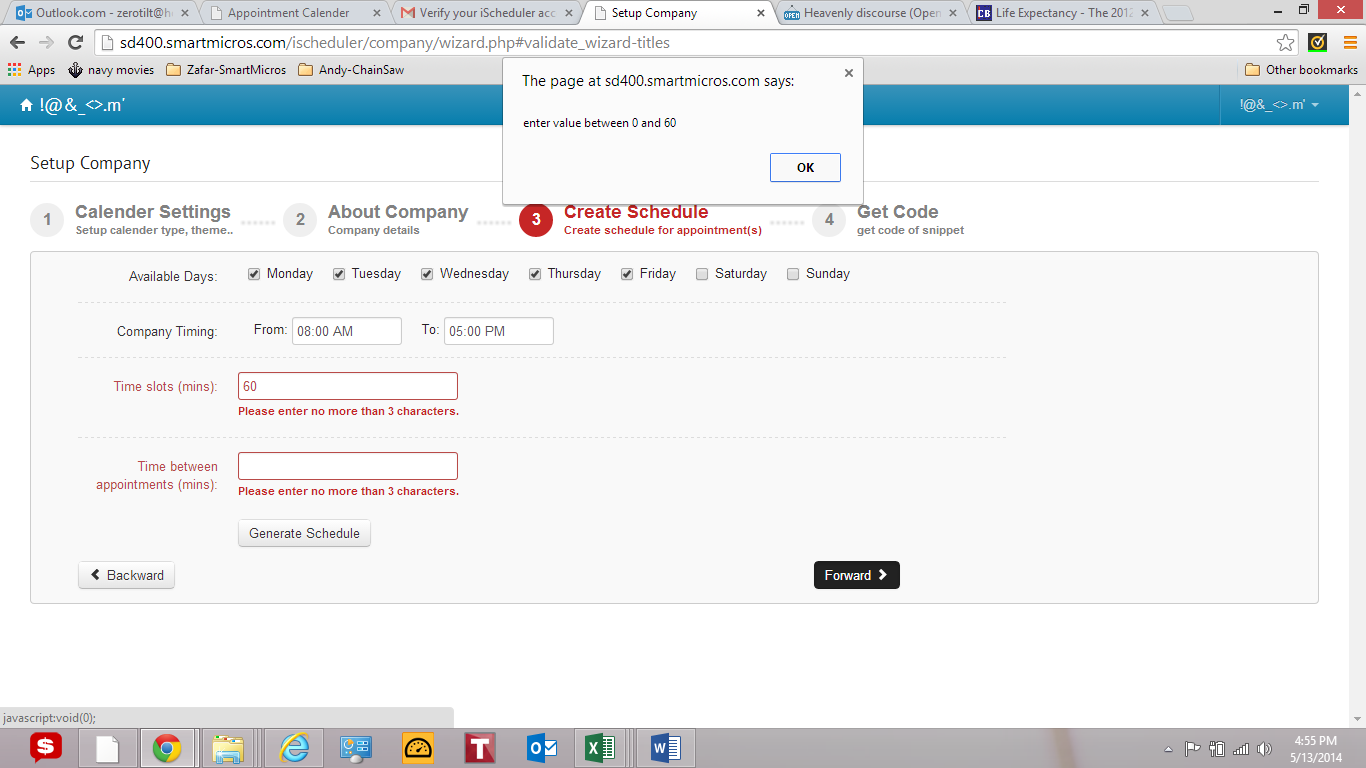 Outlook.com - zerotilt@h
Appointment Calender
Verify your iScheduler acc
Setup Company
Heavenly discourse (Open
Life Expectancy - The 2012
CB
sd400.smartmicros.com/ischeduler/company/wizard.php#validate_wizard-titles
Apps
navy movies
Zafar-SmartMicros
Andy-ChainSaw
Other bookmarks
The page at sd400.smartmicros.com says:
enter value between 0 and 60
OK
!@&_<>.m'
!@&_<>.m'
Setup Company
1 Calender Settings
Setup calender type, theme..
2 About Company
Company details
3 Create Schedule
Create schedule for appointment(s)
4 Get Code
get code of snippet
Available Days: Monday Tuesday Wednesday Thursday Friday Saturday Sunday
Company Timing: From: 08:00 AM To: 05:00 PM
Time slots (mins): 60
Please enter no more than 3 characters.
Time between
appointments (mins):
Please enter no more than 3 characters.
Generate Schedule
Backward
Forward
javascript:void(0);
4:55 PM
5/13/2014